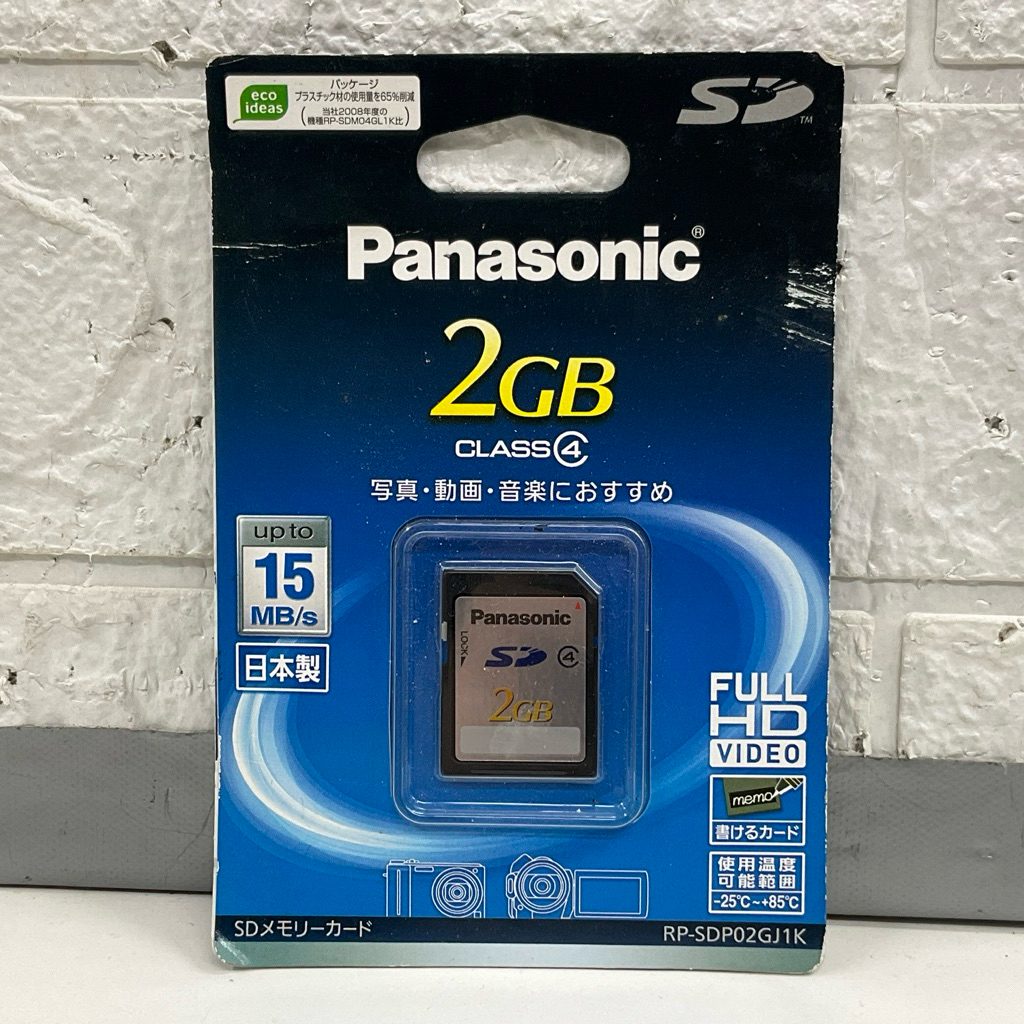 eco
ideas
パッケージ
プラスチック材の使用量を65%削減
(当社2008年度の
機種RP-SDM04GL1K比)
SD™
Panasonic®
2GB
CLASS4
写真・動画・音楽におすすめ
up to
15
MB/s
日本製
Panasonic
LOCK
SD 4
2GB
FULL
HD
VIDEO
memo
書けるカード
使用温度
可能範囲
-25℃~+85℃
SDメモリーカード
RP-SDP02GJ1K